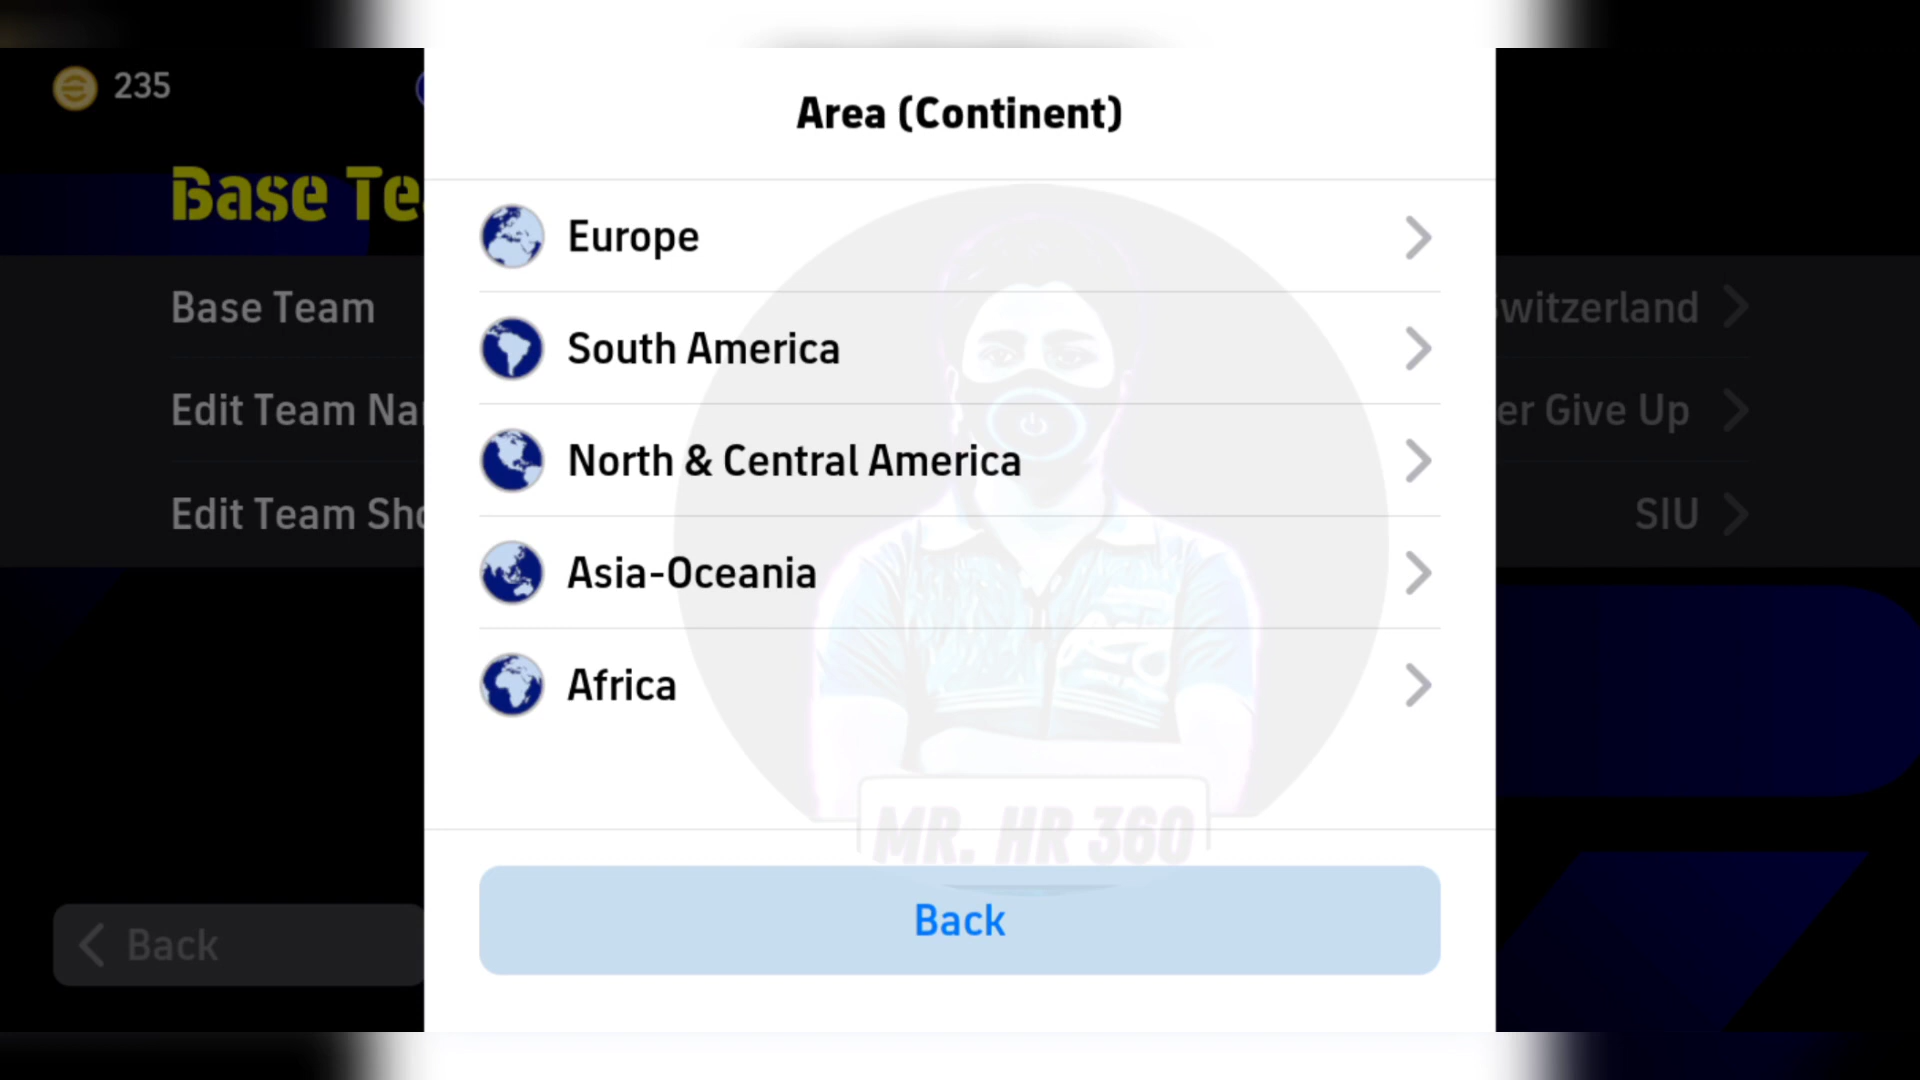 235
Area (Continent)
Base Te
Europe
Base Team
witzerland
South America
Edit Team Na
er Give Up
North & Central America
Edit Team Sho
SIU
Asia-Oceania
Africa
MR. HR 360
Back
Back